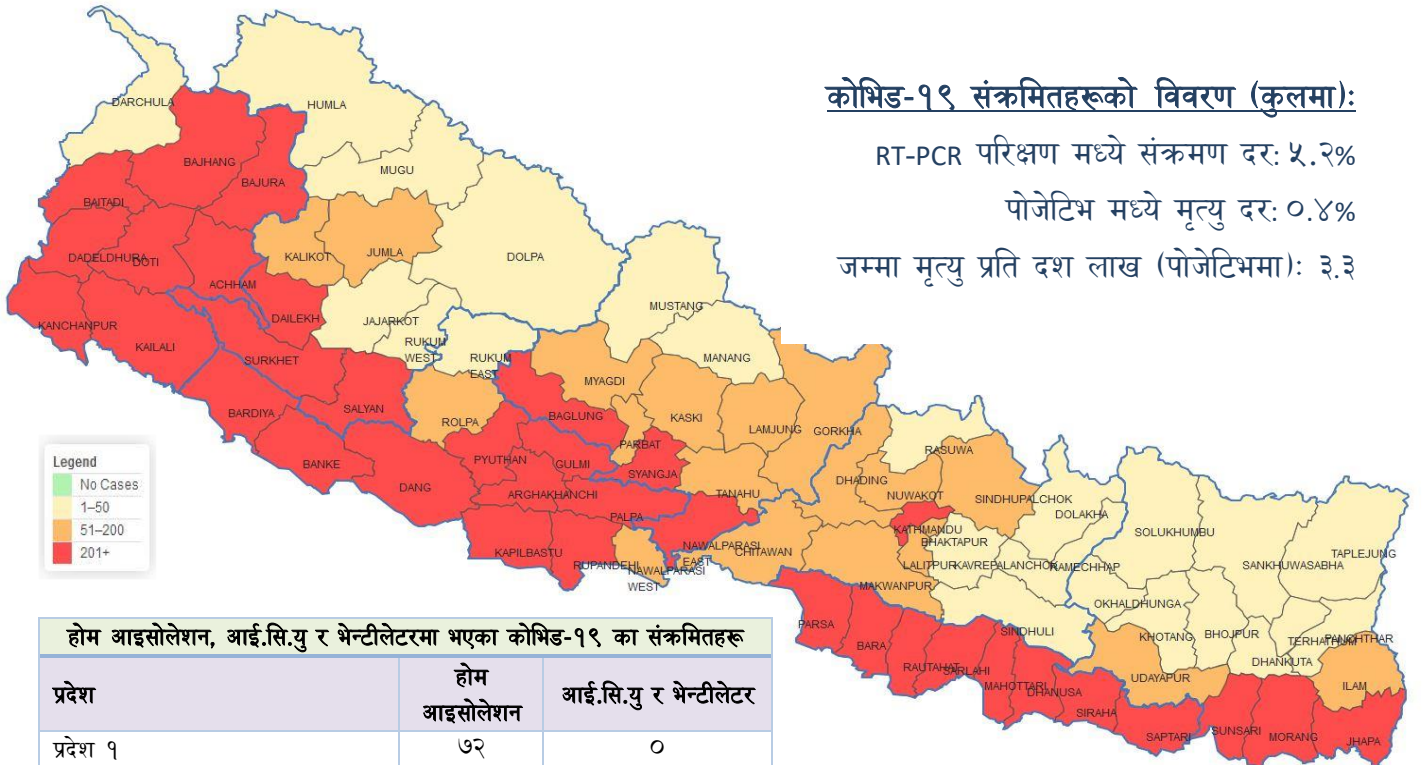 कोभिड-१९ संक्रमितहरूको विवरण (कुलमा):
RT-PCR परिक्षण मध्ये संक्रमण दर: ५.२%
पोजेटिभ मध्ये मृत्यु दर: ०.४%
जम्मा मृत्यु प्रति दश लाख (पोजेटिभमा): ३.३
DARCHULA
HUMLA
BAJHANG
MUGU
BAJURA
BAITADI
KALIKOT
JUMLA
DOLPA
DADELDHURA
DOTI
ACHHAM
MUSTANG
DAILEKH
JAJARKOT
KANCHANPUR
KAILALI
RUKUM
WEST
SURKHET
RUKUM
EAST
MANANG
MYAGDI
BARDIYA
SALYAN
ROLPA
BAGLUNG
KASKI
LAMJUNG
GORKHA
PARBAT
RASUWA
BANKE
PYUTHAN
GULMI
SYANGJA
DHADING
DANG
ARGHAKHANCHI
TANAHU
NUWAKOT
SINDHUPALCHOK
DOLAKHA
PALPA
KATHMANDU
BHAKTAPUR
SOLUKHUMBU
KAPILBASTU
RUPANDEHI
NAWALPARASI
EAST
CHITAWAN
NAWALPARASI
WEST
LALITPUR
KAVREPALANCHOK
RAMECHHAP
SANKHUWASABHA
TAPLEJUNG
MAKWANPUR
OKHALDHUNGA
PARSA
SINDHULI
KHOTANG
BHOJPUR
TERHATHUM
PANCHTHAR
BARA
RAUTAHAT
SARLAHI
DHANKUTA
MAHOTTARI
DHANUSA
UDAYAPUR
ILAM
SIRAHA
SAPTARI
SUNSARI
MORANG
JHAPA
Legend
No Cases
1–50
51–200
201+
होम आइसोलेशन, आई.सि.यु र भेन्टीलेटरमा भएका कोभिड-१९ का संक्रमितहरू
प्रदेश
होम
आइसोलेशन
आई.सि.यु र भेन्टीलेटर
प्रदेश १
७२
०